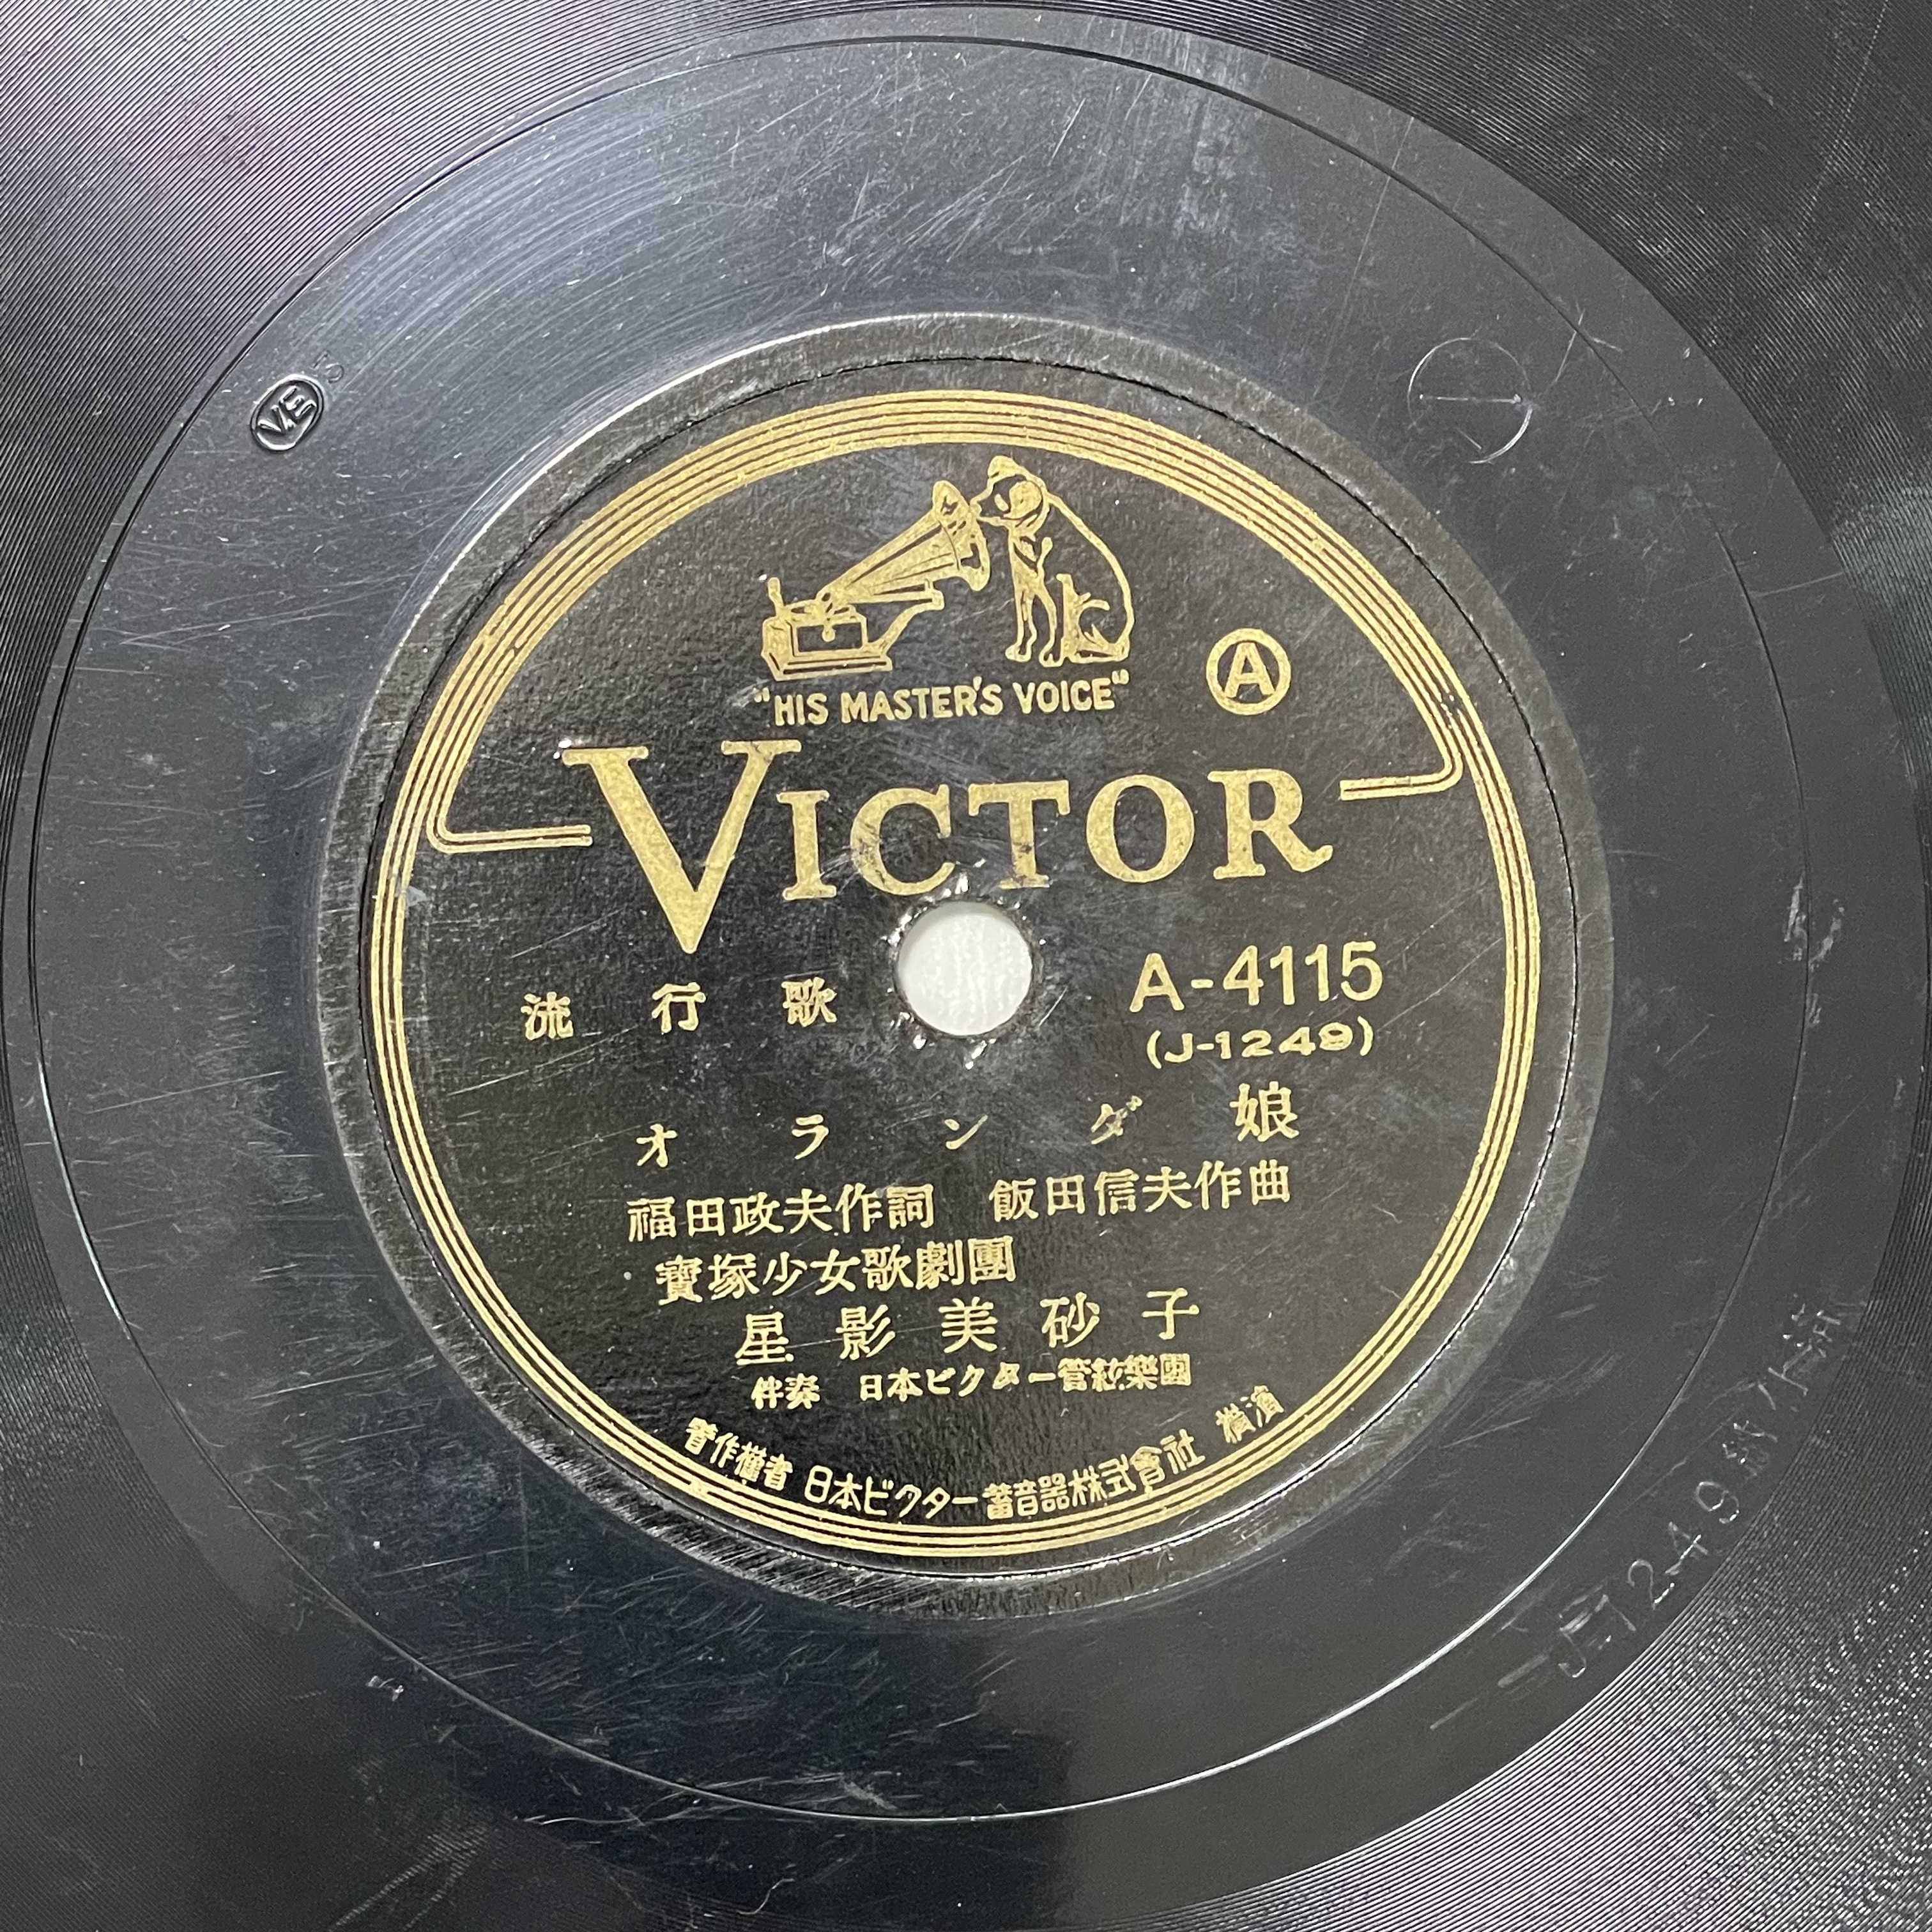 VE
"HIS MASTER'S VOICE"
A
VICTOR
流行歌
A-4115
(J-1249)
オランダ娘
福田政夫作詞 飯田信夫作曲
寶塚少女歌劇團
星影美砂子
伴奏 日本ビクター管絃樂團
著作權者 日本ビクター蓄音器株式會社 橫濱
J-1249